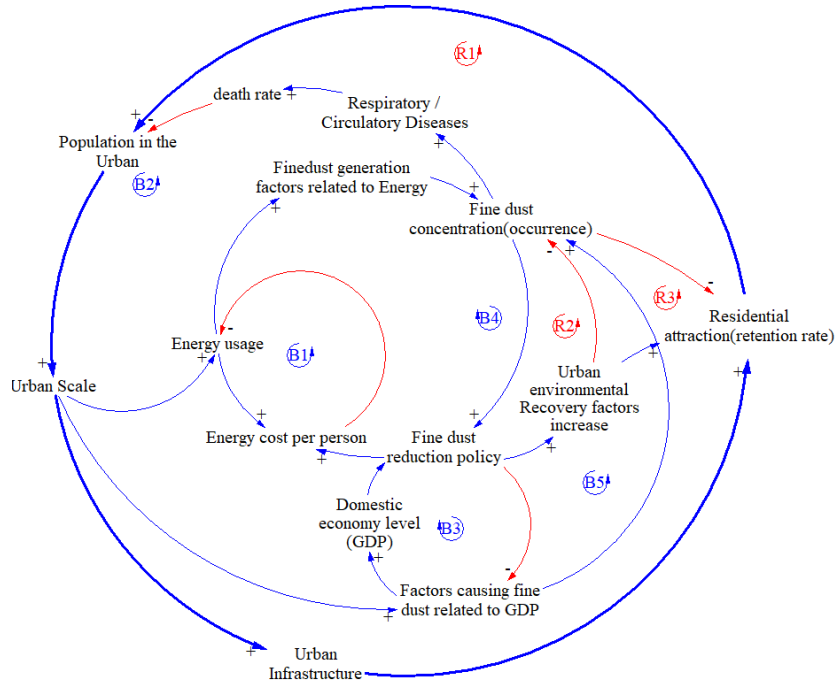 R1
death rate
+
Respiratory /
Circulatory Diseases
+
-
Population in the
Urban
+
B2
Finedust generation
factors related to Energy
+
+
Fine dust
concentration(occurrence)
-
+
+
-
R3
Residential
attraction(retention rate)
B4
R2
-
Energy usage
+
B1
+
Urban Scale
+
Urban
environmental
Recovery factors
increase
+
+
+
+
Energy cost per person
+
Fine dust
reduction policy
+
B5
Domestic
economy level
(GDP)
B3
+
-
Factors causing fine
dust related to GDP
+
+
Urban
Infrastructure